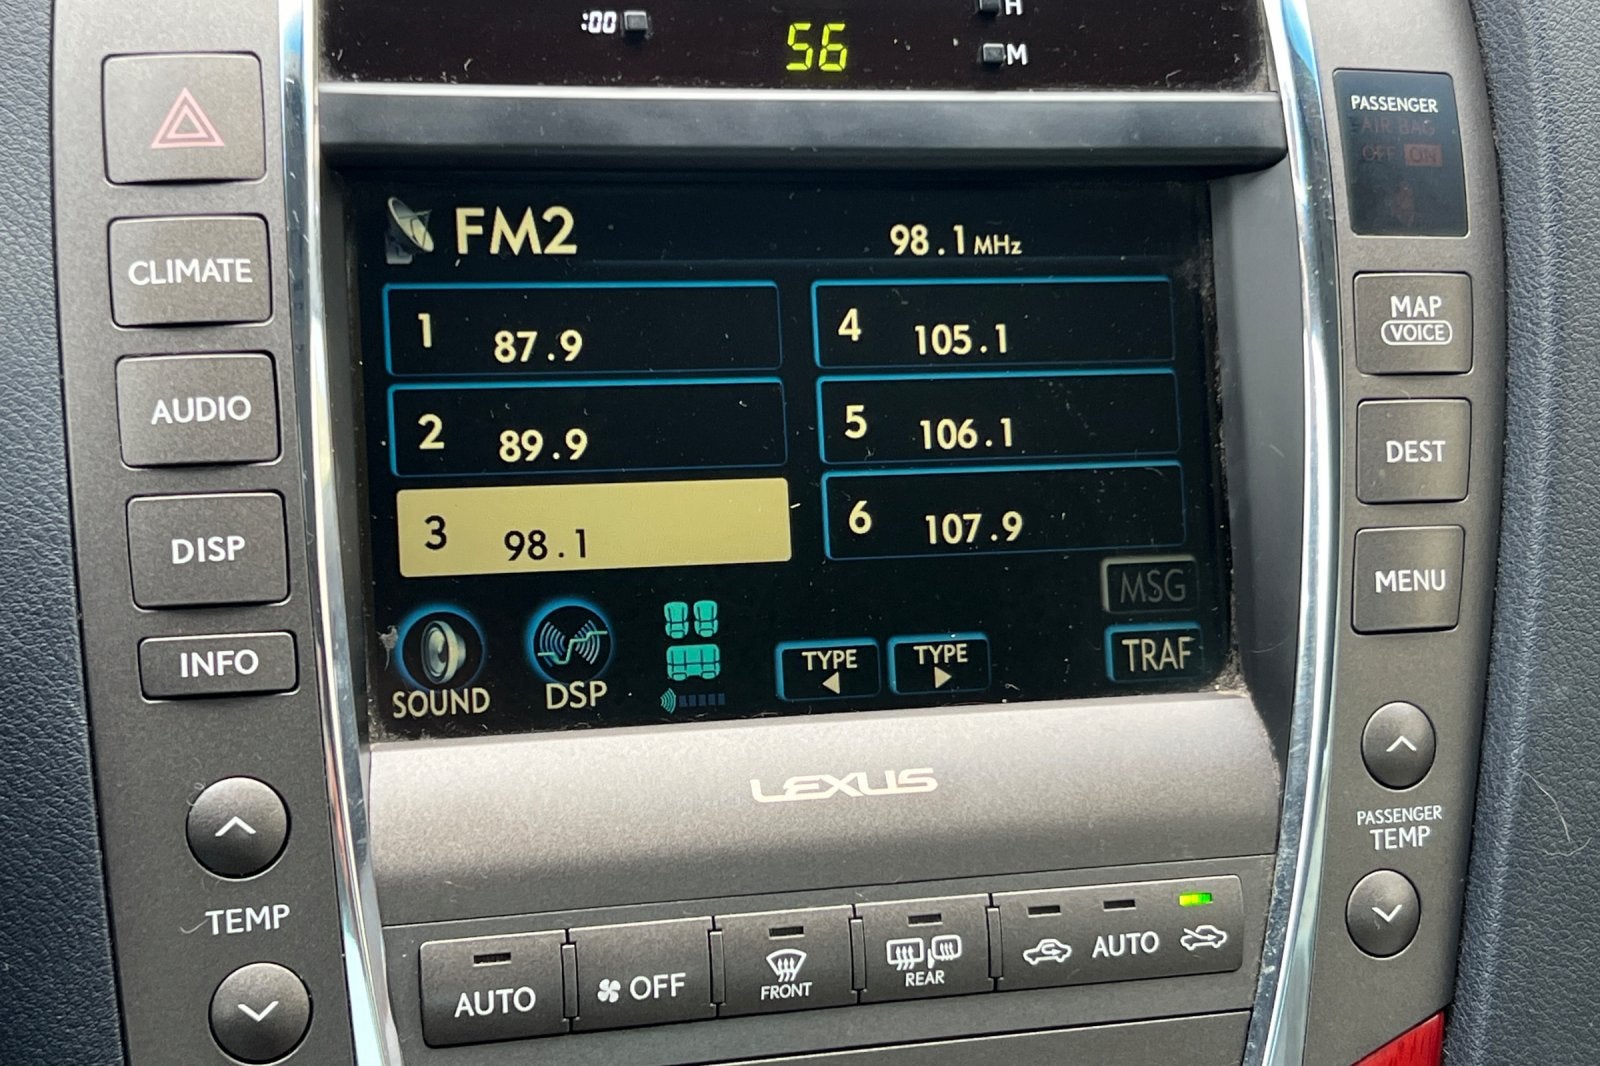 :00
56
H
M
PASSENGER
AIR BAG
OFF ON
CLIMATE
AUDIO
DISP
INFO
TEMP
FM2
98.1 MHz
1 87.9
2 89.9
3 98.1
4 105.1
5 106.1
6 107.9
SOUND
DSP
TYPE
TYPE
MSG
TRAF
MAP
VOICE
DEST
MENU
PASSENGER
TEMP
LEXUS
AUTO
OFF
FRONT
REAR
AUTO